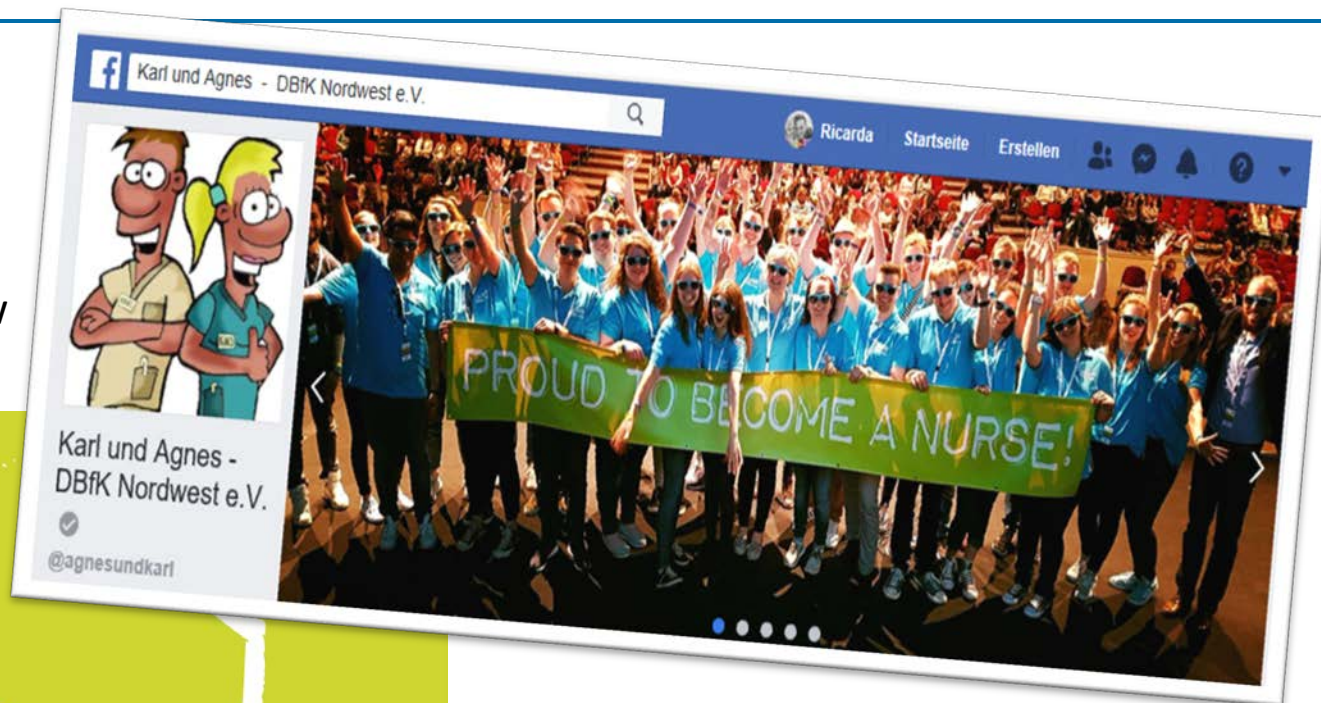 Karl und Agnes - DBfK Nordwest e.V.
Ricarda
Startseite
Erstellen
PROUD TO BECOME A NURSE!
Karl und Agnes -
DBfK Nordwest e.V.
@agnesundkarl